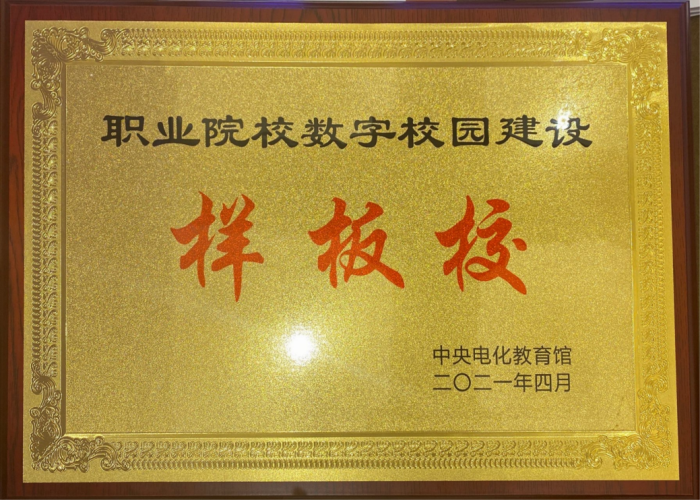 职业院校数字校园建设
样板校
中央电化教育馆
二〇二一年四月